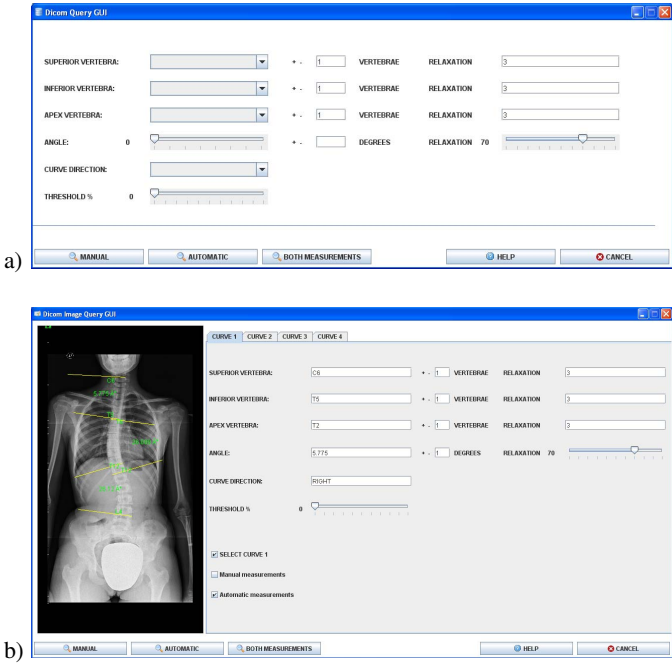 Dicom Query GUI
SUPERIOR VERTEBRA: + - 1 VERTEBRAE RELAXATION 3
INFERIOR VERTEBRA: + - 1 VERTEBRAE RELAXATION 3
APEX VERTEBRA: + - 1 VERTEBRAE RELAXATION 3
ANGLE: 0 + - DEGREES RELAXATION 70
CURVE DIRECTION:
THRESHOLD % 0
a) MANUAL AUTOMATIC BOTH MEASUREMENTS HELP CANCEL
Dicom Image Query GUI
CURVE 1 CURVE 2 CURVE 3 CURVE 4
SUPERIOR VERTEBRA: C6 + - 1 VERTEBRAE RELAXATION 3
INFERIOR VERTEBRA: T5 + - 1 VERTEBRAE RELAXATION 3
APEX VERTEBRA: T2 + - 1 VERTEBRAE RELAXATION 3
ANGLE: 5.775 + - 1 DEGREES RELAXATION 70
CURVE DIRECTION: RIGHT
THRESHOLD % 0
SELECT CURVE 1
Manual measurements
Automatic measurements
b) MANUAL AUTOMATIC BOTH MEASUREMENTS HELP CANCEL